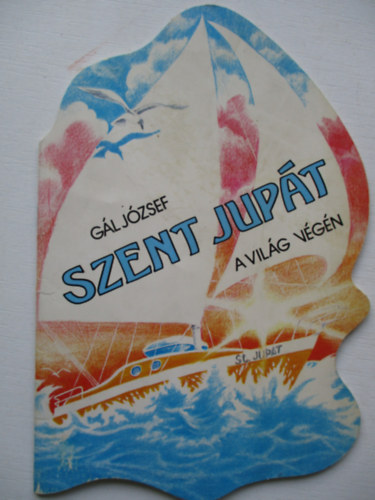 GÁL JÓZSEF
SZENT JUPÁT
A VILÁG VÉGÉN
St. JUPÁT